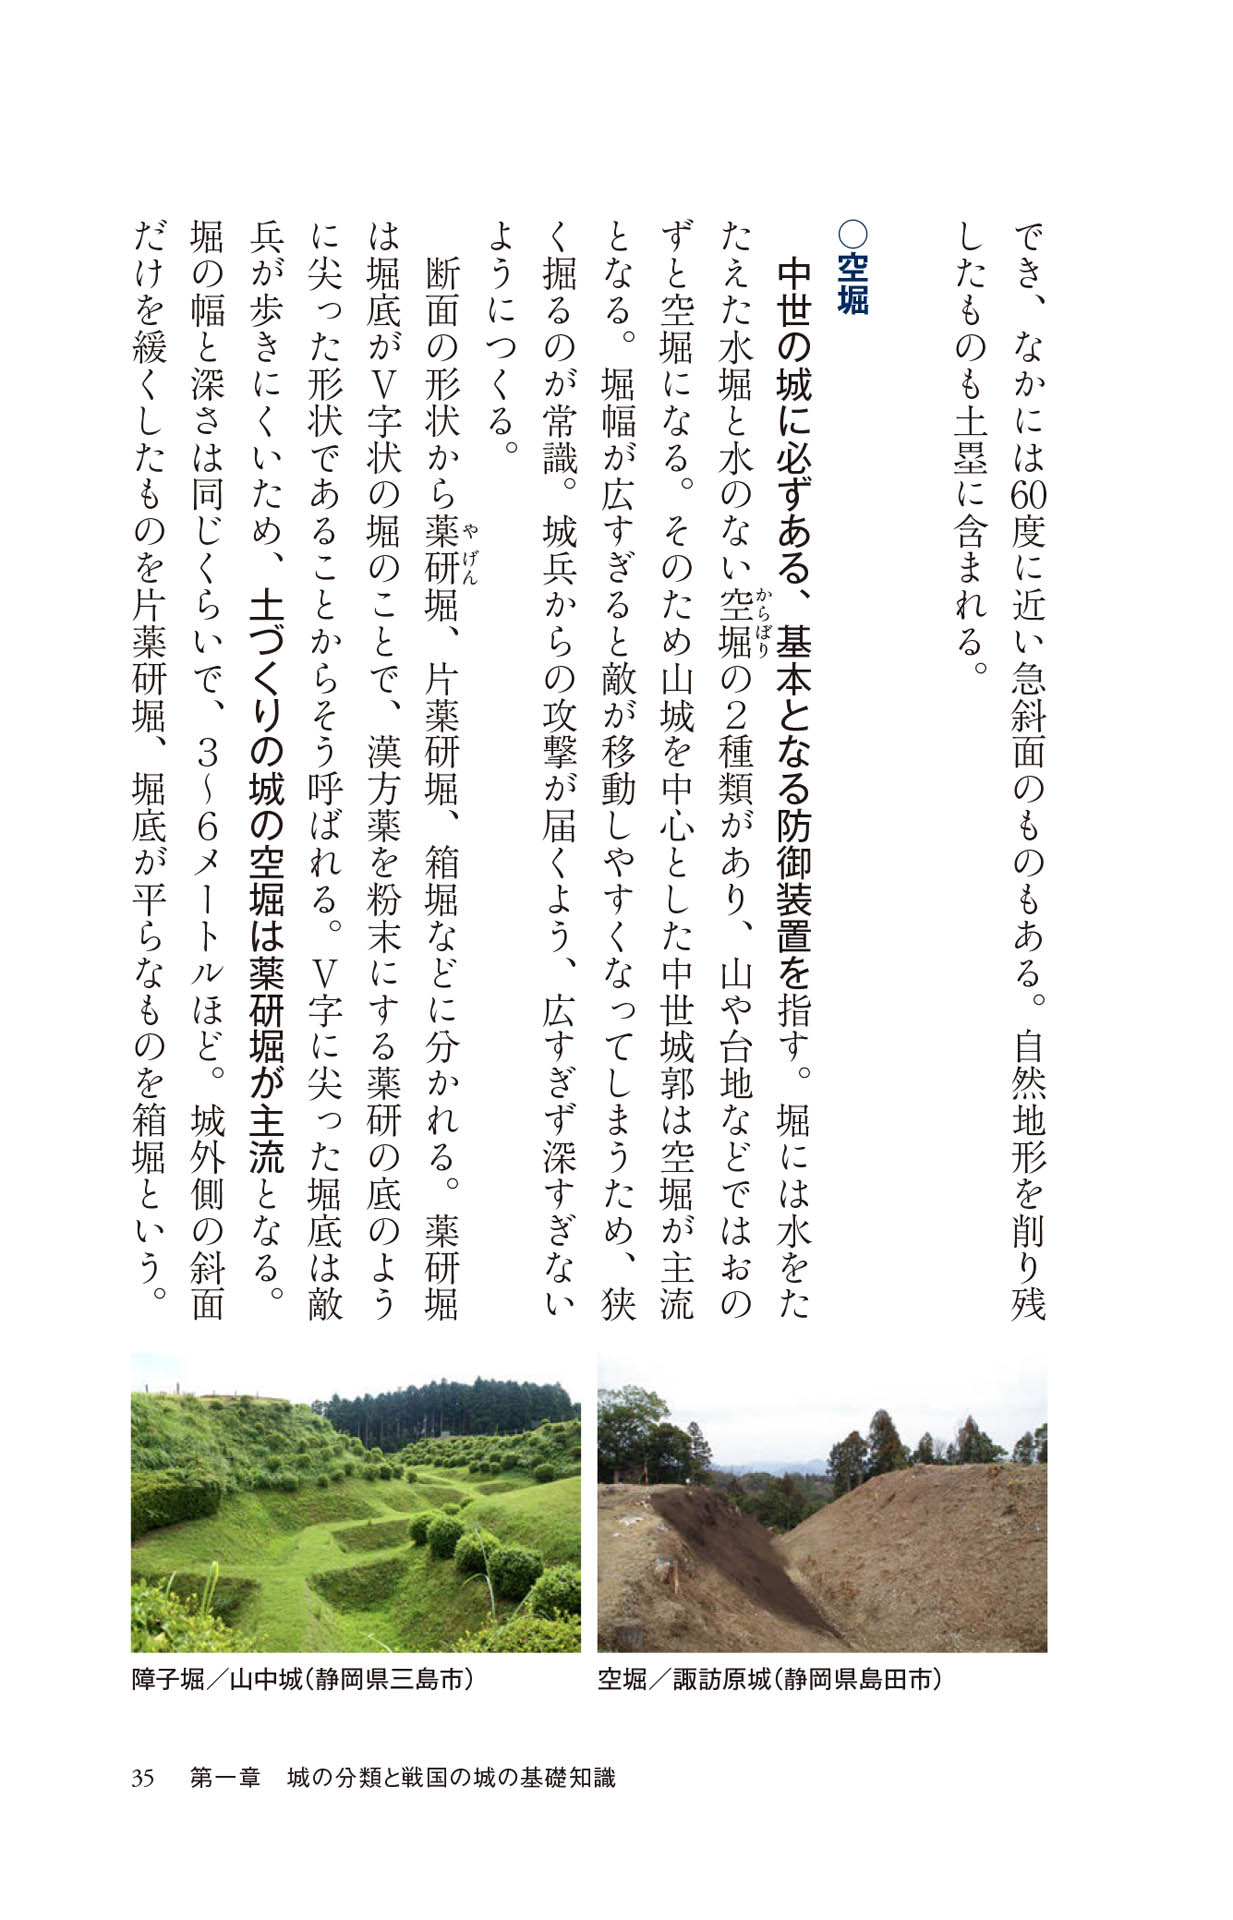 でき、なかには60度に近い急斜面のものもある。自然地形を削り残
したものも土塁に含まれる。
○空堀
中世の城に必ずある、基本となる防御装置を指す。堀には水をた
たえた水堀と水のない空堀からぼりの2種類があり、山や台地などではおの
ずと空堀になる。そのため山城を中心とした中世城郭は空堀が主流
となる。堀幅が広すぎると敵が移動しやすくなってしまうため、狭
く掘るのが常識。城兵からの攻撃が届くよう、広すぎず深すぎない
ようにつくる。
断面の形状から薬研やげん堀、片薬研堀、箱堀などに分かれる。薬研堀
は堀底がV字状の堀のことで、漢方薬を粉末にする薬研の底のよう
に尖った形状であることからそう呼ばれる。V字に尖った堀底は敵
兵が歩きにくいため、土づくりの城の空堀は薬研堀が主流となる。
堀の幅と深さは同じくらいで、3〜6メートルほど。城外側の斜面
だけを緩くしたものを片薬研堀、堀底が平らなものを箱堀という。
空堀／諏訪原城(静岡県島田市)
障子堀／山中城(静岡県三島市)
35 第一章 城の分類と戦国の城の基礎知識